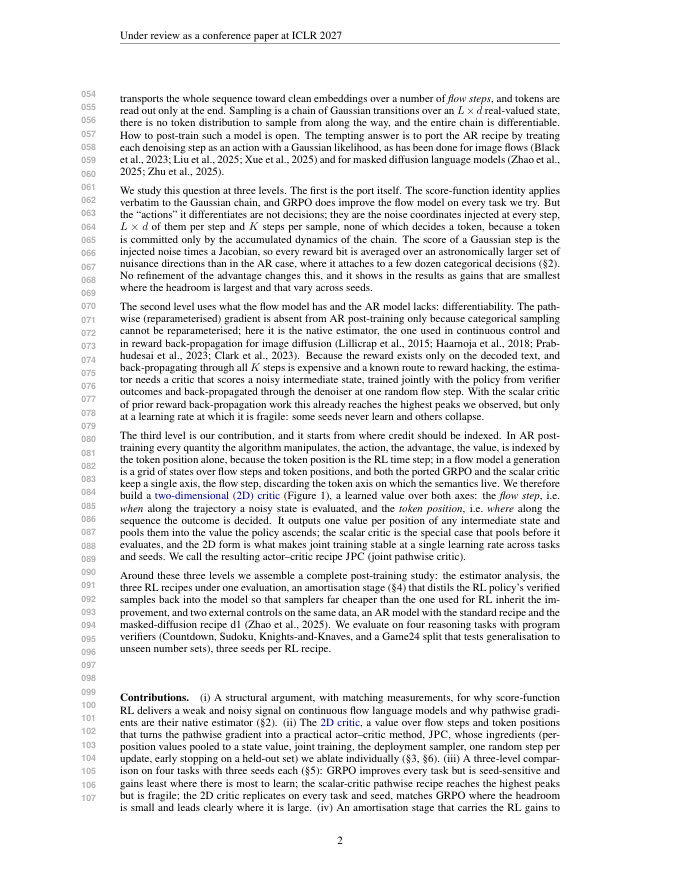 Under review as a conference paper at ICLR 2027
054
055
056
057
058
059
060
061
062
063
064
065
066
067
068
069
070
071
072
073
074
075
076
077
078
079
080
081
082
083
084
085
086
087
088
089
090
091
092
093
094
095
096
097
098
099
100
101
102
103
104
105
106
107
transports the whole sequence toward clean embeddings over a number of flow steps, and tokens are
read out only at the end. Sampling is a chain of Gaussian transitions over an L × d real-valued state,
there is no token distribution to sample from along the way, and the entire chain is differentiable.
How to post-train such a model is open. The tempting answer is to port the AR recipe by treating
each denoising step as an action with a Gaussian likelihood, as has been done for image flows (Black
et al., 2023; Liu et al., 2025; Xue et al., 2025) and for masked diffusion language models (Zhao et al.,
2025; Zhu et al., 2025).
We study this question at three levels. The first is the port itself. The score-function identity applies
verbatim to the Gaussian chain, and GRPO does improve the flow model on every task we try. But
the “actions” it differentiates are not decisions; they are the noise coordinates injected at every step,
L × d of them per step and K steps per sample, none of which decides a token, because a token
is committed only by the accumulated dynamics of the chain. The score of a Gaussian step is the
injected noise times a Jacobian, so every reward bit is averaged over an astronomically larger set of
nuisance directions than in the AR case, where it attaches to a few dozen categorical decisions (§2).
No refinement of the advantage changes this, and it shows in the results as gains that are smallest
where the headroom is largest and that vary across seeds.
The second level uses what the flow model has and the AR model lacks: differentiability. The path-
wise (reparameterised) gradient is absent from AR post-training only because categorical sampling
cannot be reparameterised; here it is the native estimator, the one used in continuous control and
in reward back-propagation for image diffusion (Lillicrap et al., 2015; Haarnoja et al., 2018; Prab-
hudesai et al., 2023; Clark et al., 2023). Because the reward exists only on the decoded text, and
back-propagating through all K steps is expensive and a known route to reward hacking, the estima-
tor needs a critic that scores a noisy intermediate state, trained jointly with the policy from verifier
outcomes and backpropagated through the denoiser at one random flow step. With the scalar critic
of prior reward back-propagation work this already reaches the highest peaks we observed, but only
at a learning rate at which it is fragile: some seeds never learn and others collapse.
The third level is our contribution, and it starts from where credit should be indexed. In AR post-
training every quantity the algorithm manipulates, the action, the advantage, the value, is indexed by
the token position alone, because the token position is the RL time step; in a flow model a generation
is a grid of states over flow steps and token positions, and both the ported GRPO and the scalar critic
keep a single axis, the flow step, discarding the token axis on which the semantics live. We therefore
build a two-dimensional (2D) critic (Figure 1), a learned value over both axes: the flow step, i.e.
when along the trajectory a noisy state is evaluated, and the token position, i.e. where along the
sequence the outcome is decided. It outputs one value per position of any intermediate state and
pools them into the value the policy ascends; the scalar critic is the special case that pools before it
evaluates, and the 2D form is what makes joint training stable at a single learning rate across tasks
and seeds. We call the resulting actor–critic recipe JPC (joint pathwise critic).
Around these three levels we assemble a complete post-training study: the estimator analysis, the
three RL recipes under one evaluation, an amortisation stage (§4) that distils the RL policy’s verified
samples back into the model so that samplers far cheaper than the one used for RL inherit the im-
provement, and two external controls on the same data, an AR model with the standard recipe and the
masked-diffusion recipe d1 (Zhao et al., 2025). We evaluate on four reasoning tasks with program
verifiers (Countdown, Sudoku, Knights-and-Knaves, and a Game24 split that tests generalisation to
unseen number sets), three seeds per RL recipe.
Contributions. (i) A structural argument, with matching measurements, for why score-function
RL delivers a weak and noisy signal on continuous flow language models and why pathwise gradi-
ents are their native estimator (§2). (ii) The 2D critic, a value over flow steps and token positions
that turns the pathwise gradient into a practical actor–critic method, JPC, whose ingredients (per-
position values pooled to a state value, joint training, the deployment sampler, one random step per
update, early stopping on a held-out set) we ablate individually (§3, §6). (iii) A three-level compar-
ison on four tasks with three seeds each (§5): GRPO improves every task but is seed-sensitive and
gains least where there is most to learn; the scalar-critic pathwise recipe reaches the highest peaks
but is fragile; the 2D critic replicates on every task and seed, matches GRPO where the headroom
is small and leads clearly where it is large. (iv) An amortisation stage that carries the RL gains to
2